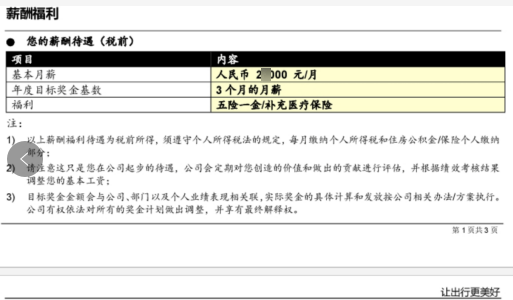 薪酬福利
● 您的薪酬待遇（税前）
项目 内容
基本月薪 人民币 2 000 元/月
年度目标奖金基数 3 个月的月薪
福利 五险一金/补充医疗保险
注：
1) 以上薪酬福利待遇为税前所得，须遵守个人所得税法的规定，每月缴纳个人所得税和住房公积金/保险个人缴纳
部分；
2) 请注意这只是您在公司起步的待遇，公司会定期对您创造的价值和做出的贡献进行评估，并根据绩效考核结果
调整您的基本工资；
3) 目标奖金金额会与公司、部门以及个人业绩表现相关联，实际奖金的具体计算和发放按公司相关办法/方案执行。
公司有权依法对所有的奖金计划做出调整，并享有最终解释权。
第 1 页共 3 页
让出行更美好